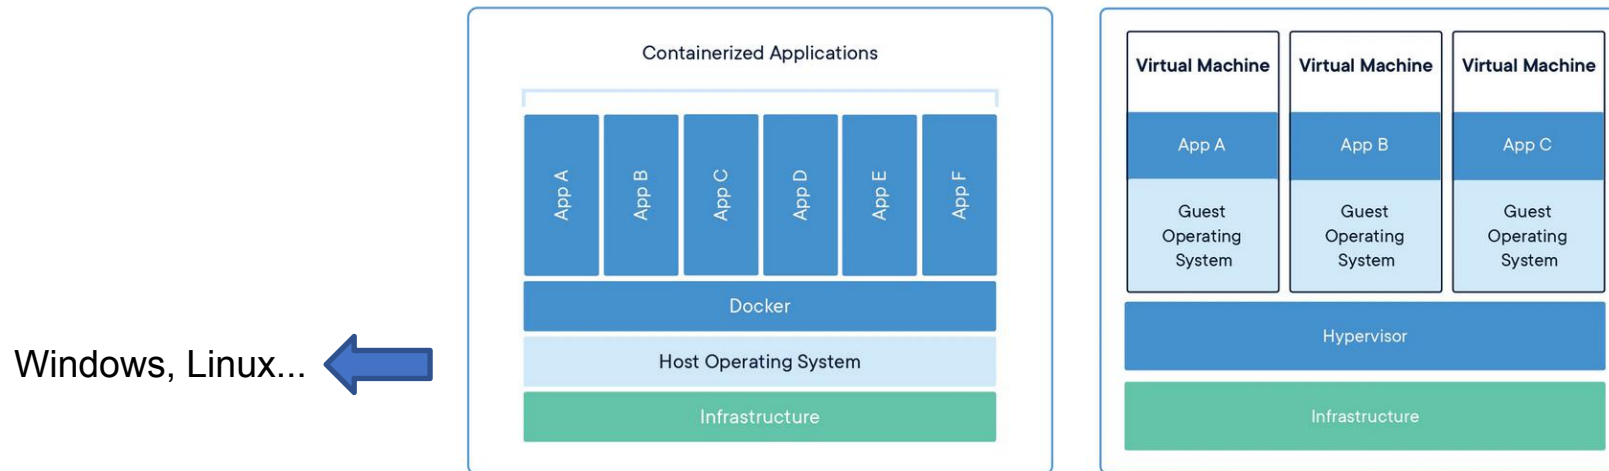 Windows, Linux...
Containerized Applications
App A
App B
App C
App D
App E
App F
Docker
Host Operating System
Infrastructure
Virtual Machine
App A
Guest
Operating
System
Virtual Machine
App B
Guest
Operating
System
Virtual Machine
App C
Guest
Operating
System
Hypervisor
Infrastructure